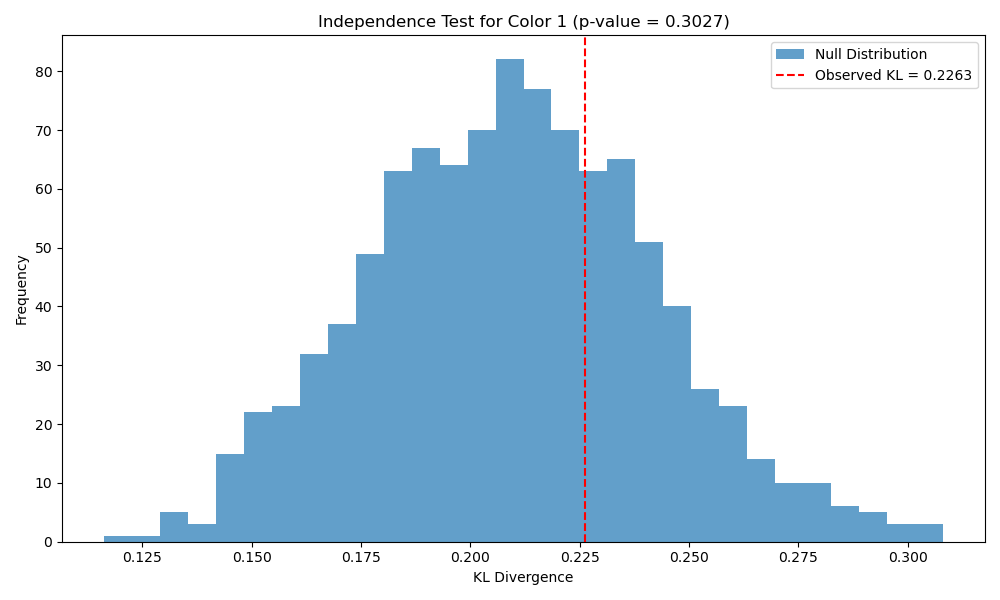 Independence Test for Color 1 (p-value = 0.3027)
Null Distribution
Observed KL = 0.2263
Frequency
80
70
60
50
40
30
20
10
0
0.125 0.150 0.175 0.200 0.225 0.250 0.275 0.300
KL Divergence